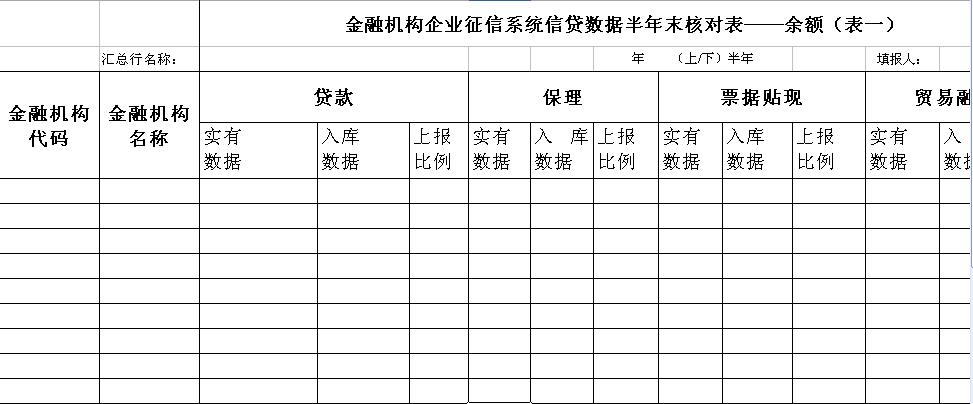 金融机构企业征信系统信贷数据半年末核对表——余额（表一）
汇总行名称： 年 （上/下）半年 填报人：
金融机构代码 金融机构名称 贷款 保理 票据贴现 贸易融
实有数据 入库数据 上报比例 实有数据 入库数据 上报比例 实有数据 入库数据 上报比例 实有数据 入数